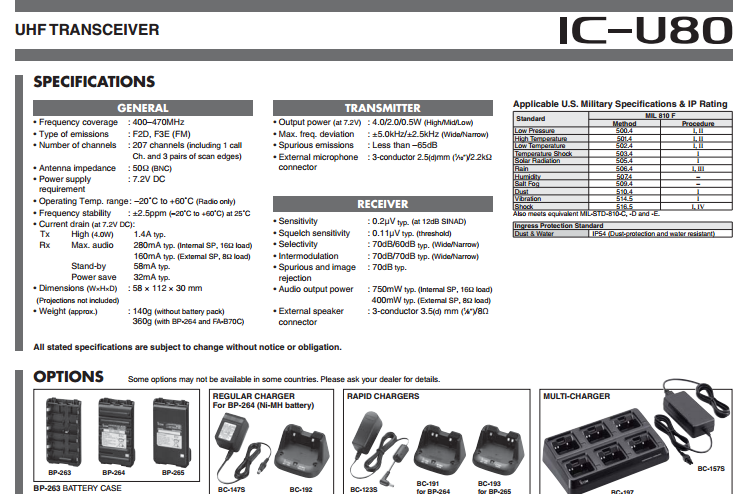 UHF TRANSCEIVER
IC-U80
SPECIFICATIONS
GENERAL
• Frequency coverage : 400–470MHz
• Type of emissions : F2D, F3E (FM)
• Number of channels : 207 channels (including 1 call
Ch. and 3 pairs of scan edges)
• Antenna impedance : 50Ω (BNC)
• Power supply : 7.2V DC
requirement
• Operating Temp. range : –20˚C to +60˚C (Radio only)
• Frequency stability : ±2.5ppm (–20˚C to +60˚C) at 25˚C
• Current drain (at 7.2V DC):
Tx High (4.0W) 1.4A typ.
Rx Max. audio 280mA typ. (Internal SP, 16Ω load)
160mA typ. (External SP, 8Ω load)
Stand-by 58mA typ.
Power save 32mA typ.
• Dimensions (W×H×D) : 58 × 112 × 30 mm
(Projections not included)
• Weight (approx.) : 140g (without battery pack)
360g (with BP-264 and FA-B70C)
TRANSMITTER
• Output power (at 7.2V) : 4.0/2.0/0.5W (High/Mid/Low)
• Max. freq. deviation : ±5.0kHz/±2.5kHz (Wide/Narrow)
• Spurious emissions : Less than –65dB
• External microphone : 3-conductor 2.5(d)mm (1⁄10")/2.2kΩ
connector
RECEIVER
• Sensitivity : 0.2µV typ. (at 12dB SINAD)
• Squelch sensitivity : 0.11µV typ. (threshold)
• Selectivity : 70dB/60dB typ. (Wide/Narrow)
• Intermodulation : 70dB/70dB typ. (Wide/Narrow)
• Spurious and image : 70dB typ.
rejection
• Audio output power : 750mW typ. (Internal SP, 16Ω load)
400mW typ. (External SP, 8Ω load)
• External speaker : 3-conductor 3.5(d) mm (1⁄8")/8Ω
connector
Applicable U.S. Military Specifications & IP Rating
Standard MIL 810 F
Method Procedure
Low Pressure 500.4 I, II
High Temperature 501.4 I, II
Low Temperature 502.4 I, II
Temperature Shock 503.4 I
Solar Radiation 505.4 I
Rain 506.4 I, III
Humidity 507.4 –
Salt Fog 509.4 –
Dust 510.4 I
Vibration 514.5 I
Shock 516.5 I, IV
Also meets equivalent MIL-STD-810-C, -D and -E.
Ingress Protection Standard
Dust & Water IP54 (Dust-protection and water resistant)
All stated specifications are subject to change without notice or obligation.
OPTIONS
Some options may not be available in some countries. Please ask your dealer for details.
BP-263 BP-264 BP-265
BP-263 BATTERY CASE
REGULAR CHARGER
For BP-264 (Ni-MH battery)
BC-147S BC-192
RAPID CHARGERS
BC-123S
BC-191
for BP-264
BC-193
for BP-265
MULTI-CHARGER
BC-157S
BC-197